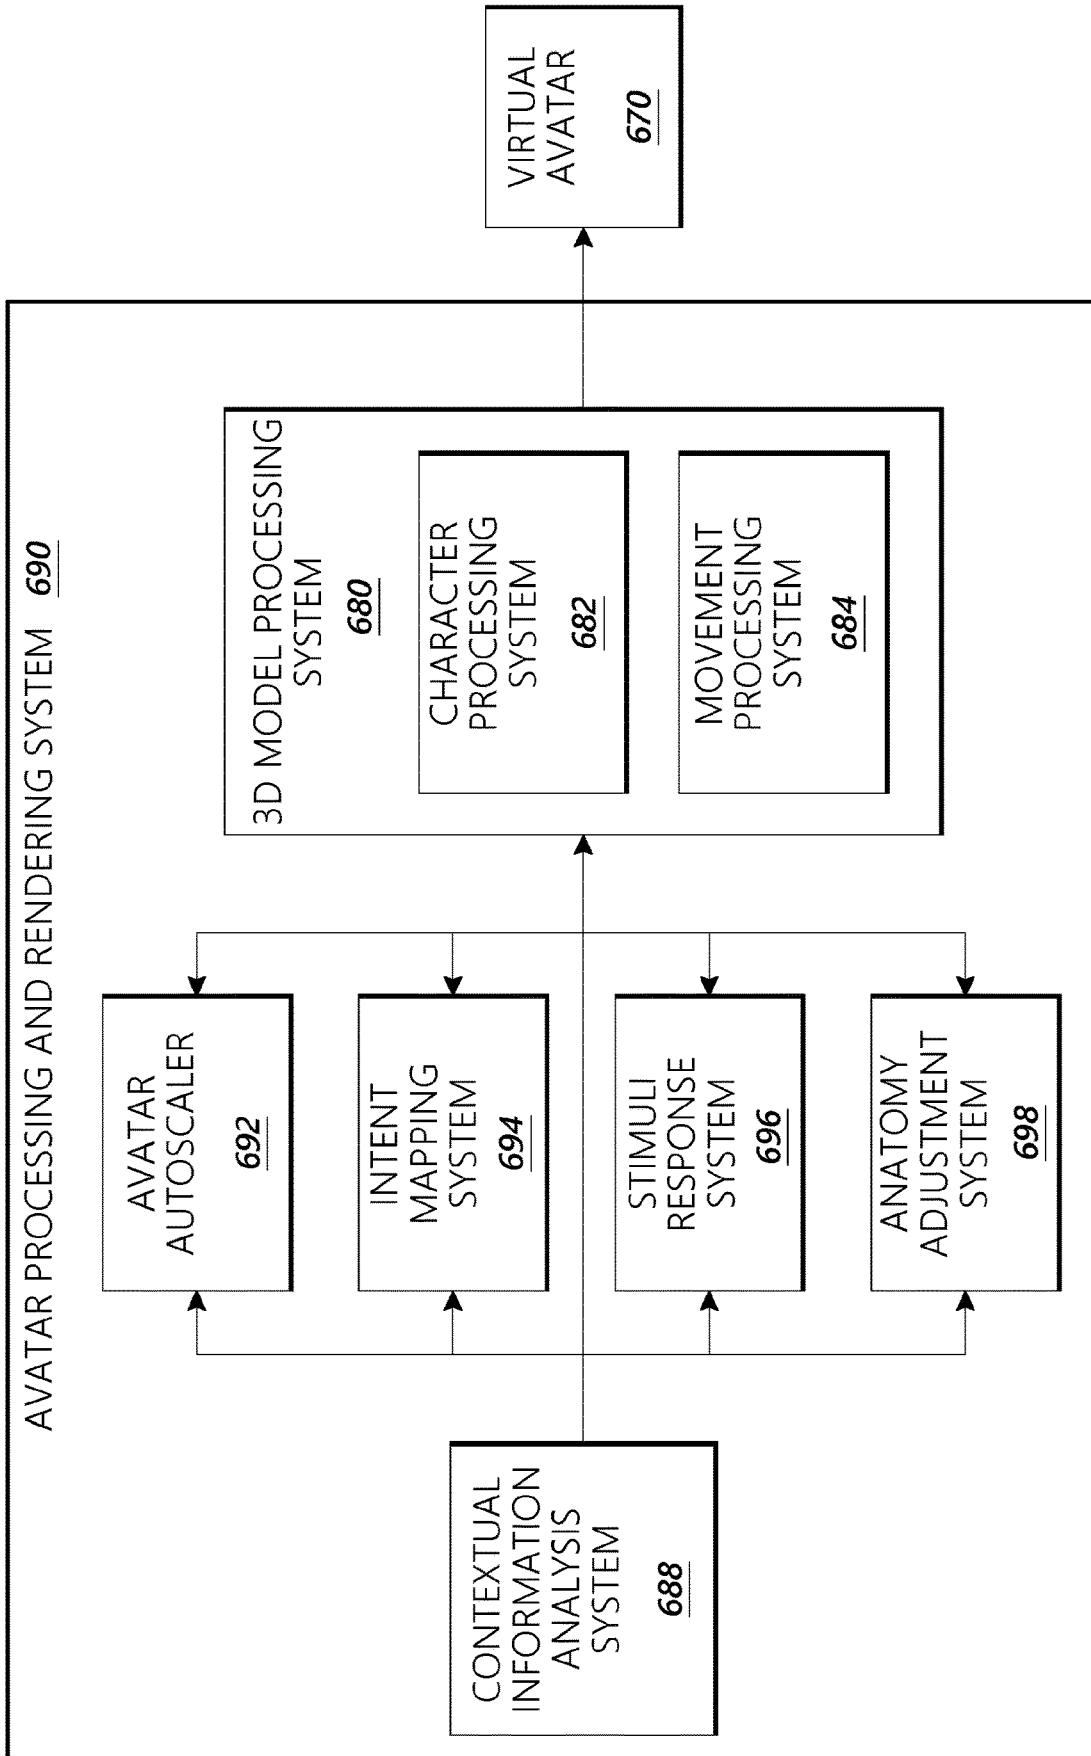 AVATAR PROCESSING AND RENDERING SYSTEM 690
CONTEXTUAL
INFORMATION
ANALYSIS
SYSTEM
688
AVATAR
AUTOSCALER
692
INTENT
MAPPING
SYSTEM
694
STIMULI
RESPONSE
SYSTEM
696
ANATOMY
ADJUSTMENT
SYSTEM
698
3D MODEL PROCESSING
SYSTEM
680
CHARACTER
PROCESSING
SYSTEM
682
MOVEMENT
PROCESSING
SYSTEM
684
VIRTUAL
AVATAR
670